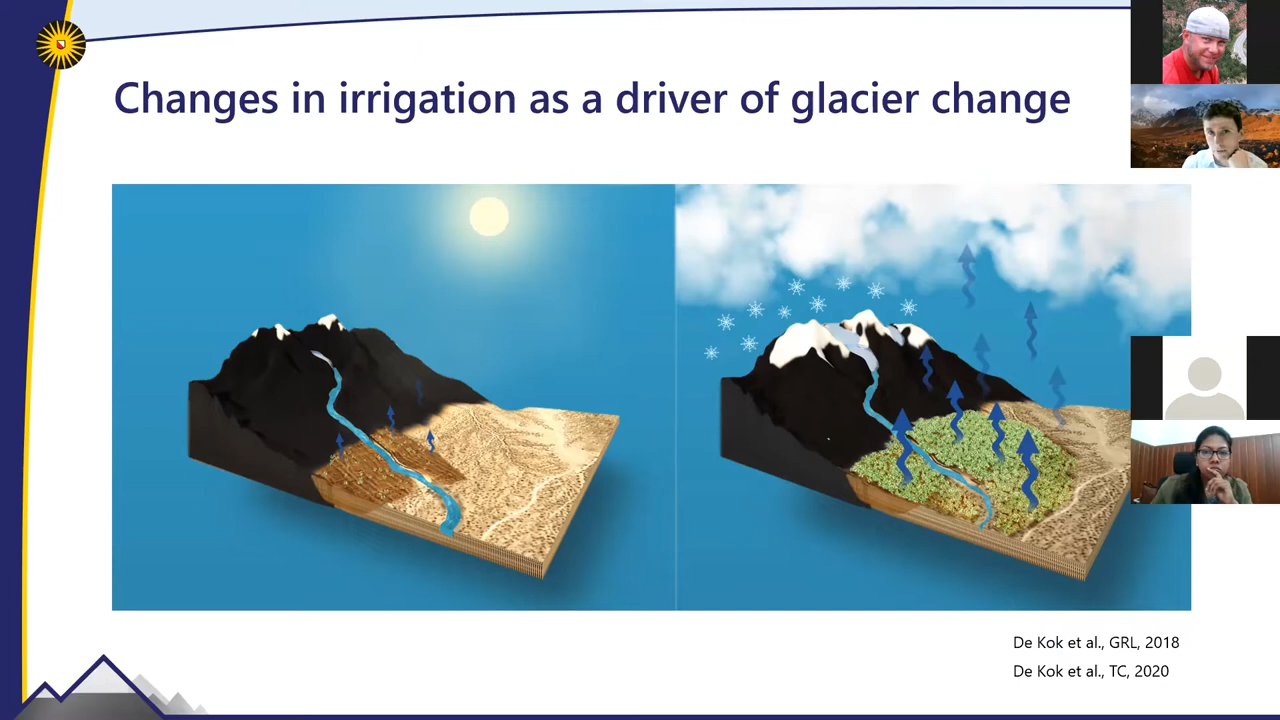 Changes in irrigation as a driver of glacier change
De Kok et al., GRL, 2018
De Kok et al., TC, 2020